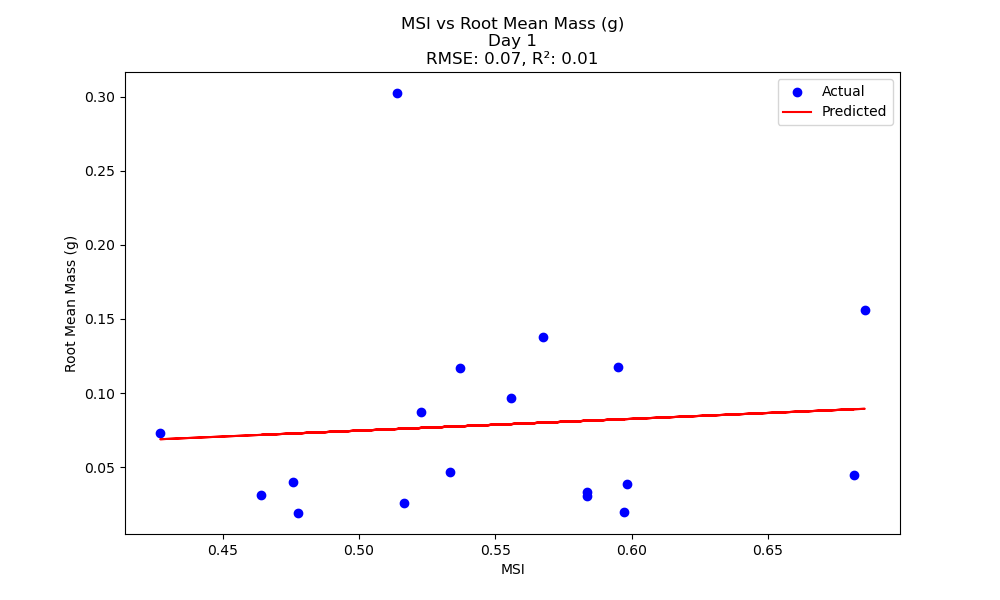 MSI vs Root Mean Mass (g)
Day 1
RMSE: 0.07, R²: 0.01
Actual
Predicted
0.30
0.25
0.20
0.15
0.10
0.05
Root Mean Mass (g)
0.45
0.50
0.55
0.60
0.65
MSI